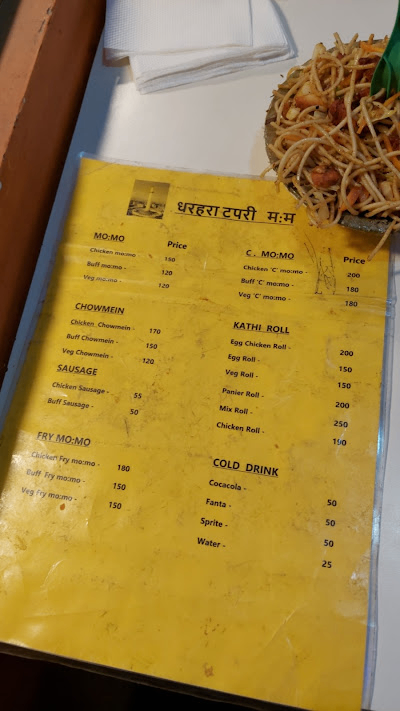 धरहरा टपरी म:म
MO:MO Price
Chicken mo:mo - 150
Buff mo:mo - 120
Veg mo:mo - 120
CHOWMEIN
Chicken Chowmein - 170
Buff Chowmein - 150
Veg Chowmein - 120
SAUSAGE
Chicken Sausage - 55
Buff Sausage - 50
FRY MO:MO
Chicken Fry mo:mo - 180
Buff Fry mo:mo - 150
Veg Fry mo:mo - 150
C . MO:MO Price
Chicken 'C' mo:mo - 200
Buff 'C' mo:mo - 180
Veg 'C' mo:mo - 180
KATHI ROLL
Egg Chicken Roll - 200
Egg Roll - 150
Veg Roll - 150
Panier Roll - 200
Mix Roll - 250
Chicken Roll - 190
COLD DRINK
Cocacola - 50
Fanta - 50
Sprite - 50
Water - 25